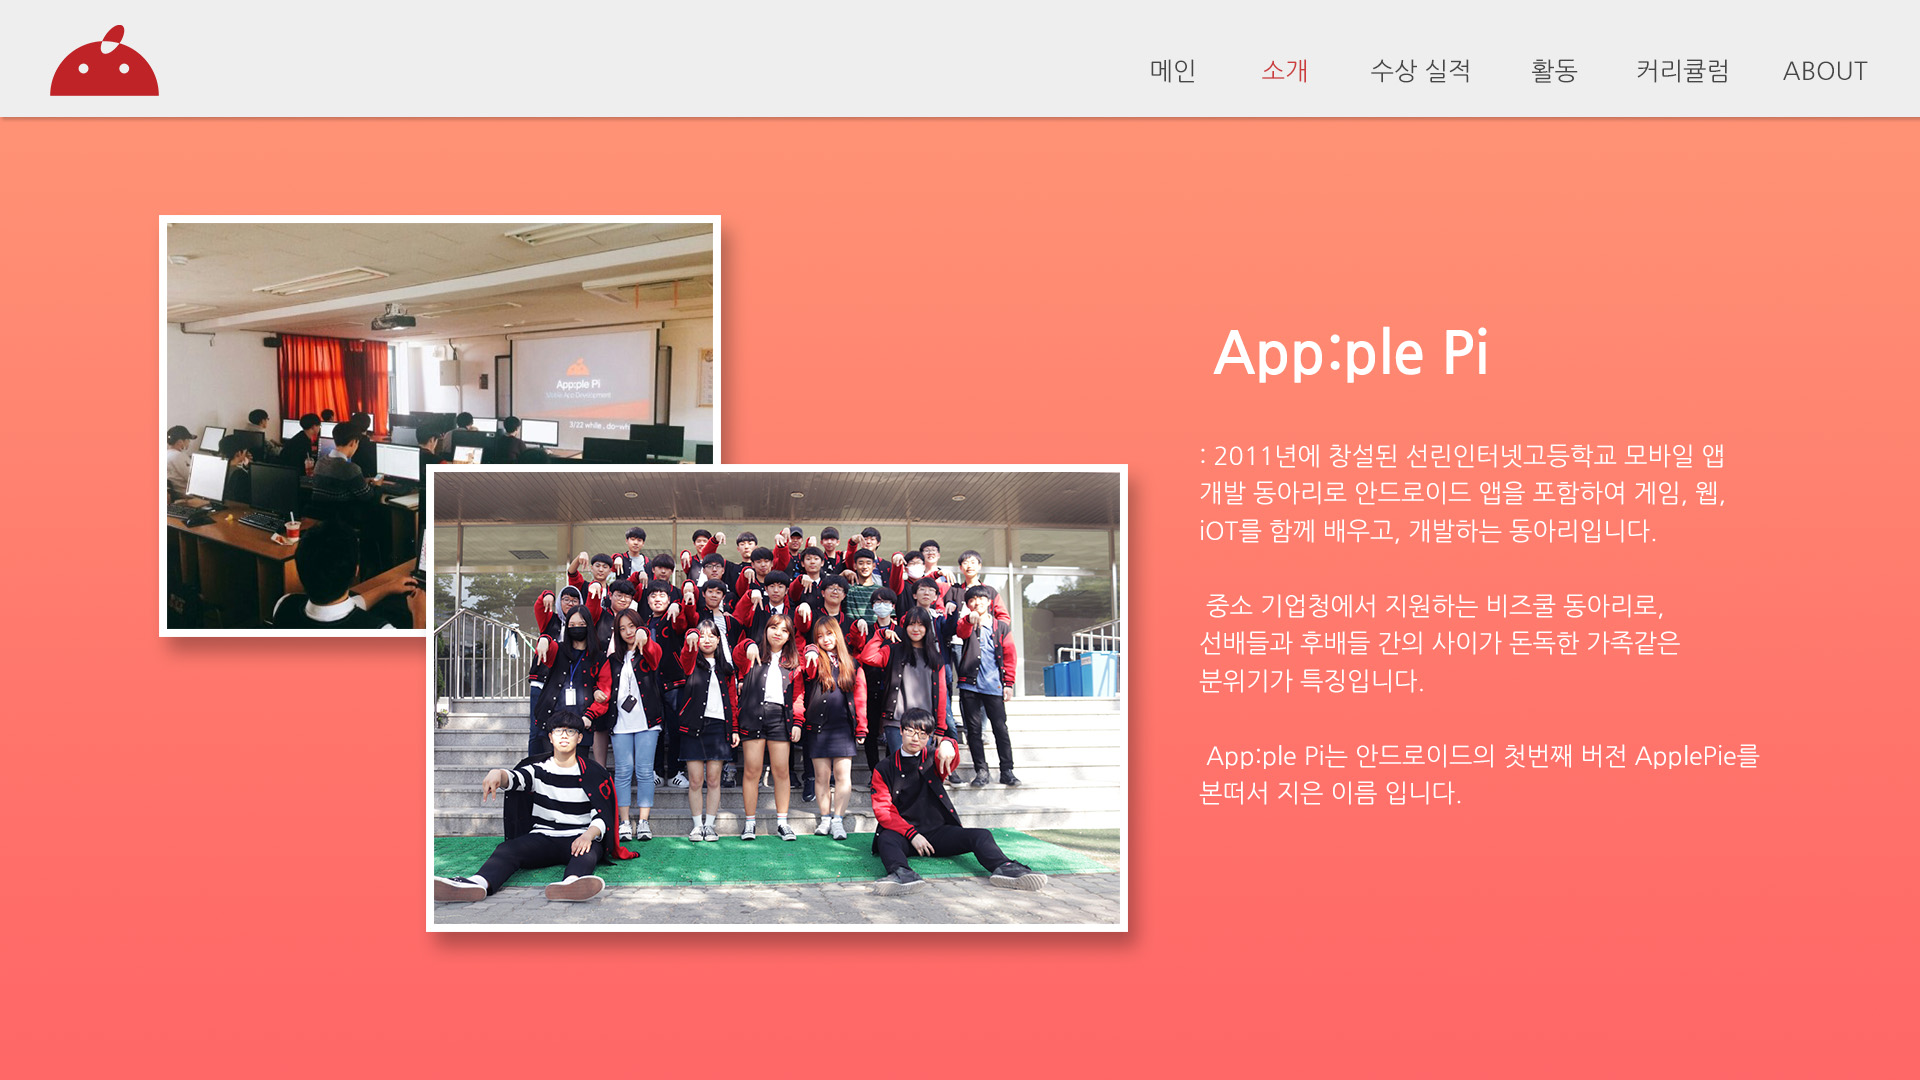 메인 소개 수상 실적 활동 커리큘럼 ABOUT
App:ple Pi
Mobile App Development
3/22 while , do-wh
App:ple Pi
: 2011년에 창설된 선린인터넷고등학교 모바일 앱
개발 동아리로 안드로이드 앱을 포함하여 게임, 웹,
iOT를 함께 배우고, 개발하는 동아리입니다.
중소 기업청에서 지원하는 비즈쿨 동아리로,
선배들과 후배들 간의 사이가 돈독한 가족같은
분위기가 특징입니다.
App:ple Pi는 안드로이드의 첫번째 버전 ApplePie를
본떠서 지은 이름 입니다.